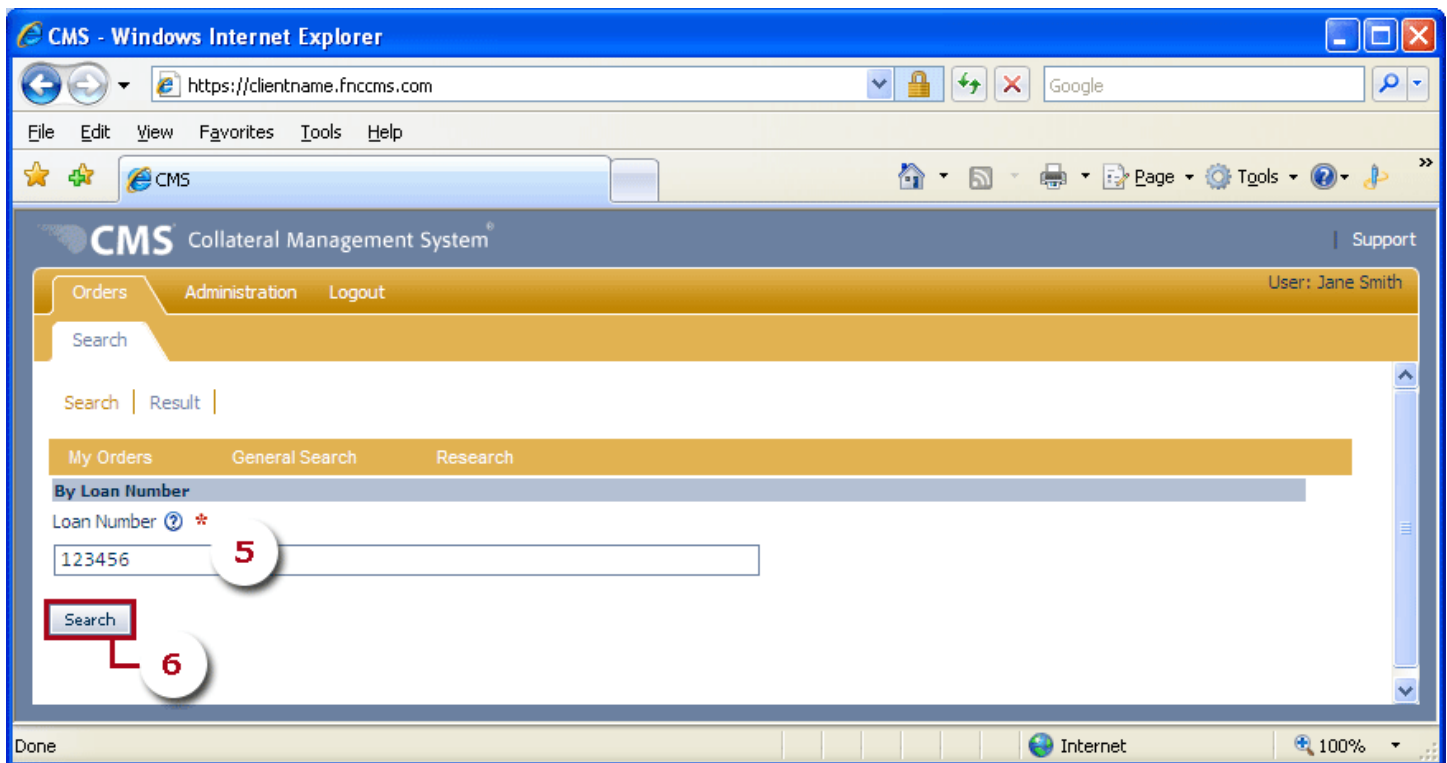 CMS - Windows Internet Explorer
https://clientname.fnccms.com Google
File Edit View Favorites Tools Help
CMS Page Tools »
CMS Collateral Management System® | Support
Orders Administration Logout User: Jane Smith
Search
Search | Result |
My Orders General Search Research
By Loan Number
Loan Number ? *
123456 5
Search
6
Done Internet 100%